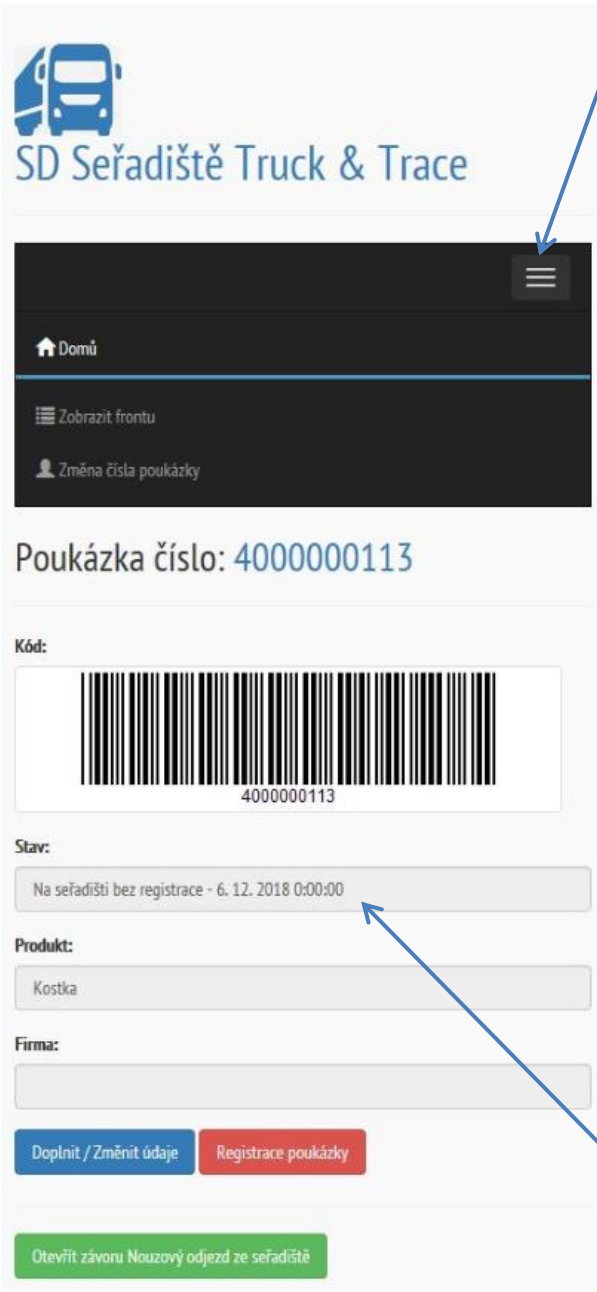 SD Seřadiště Truck & Trace
Domů
Zobrazit frontu
Změna čísla poukázky
Poukázka číslo: 4000000113
Kód:
4000000113
Stav:
Na seřadišti bez registrace - 6. 12. 2018 0:00:00
Produkt:
Kostka
Firma:
Doplnit / Změnit údaje Registrace poukázky
Otevřít závoru Nouzový odjezd ze seřadiště